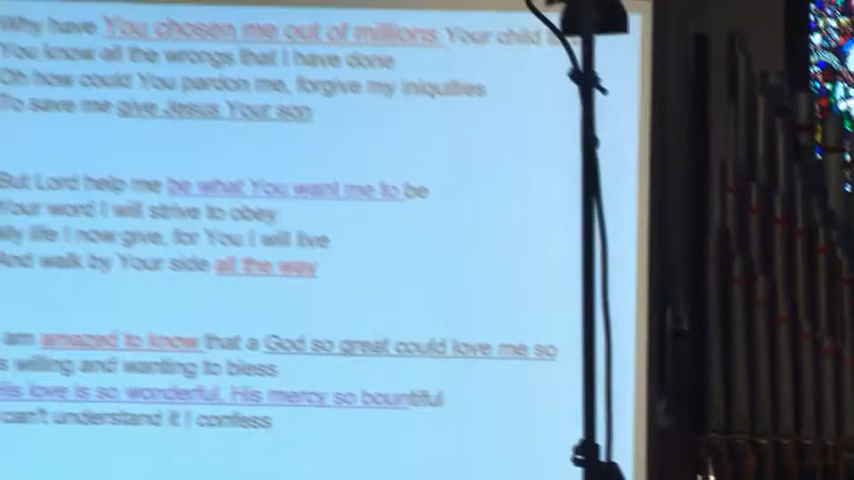 Why have You chosen me out of millions Your child
You know all the wrongs that I have done
Oh how could You pardon me, forgive my iniquities
To save me give Jesus Your son
But Lord help me be what You want me to be
Your word I will strive to obey
My life I now give, for You I will live
And walk by Your side all the way
am amazed to know that a God so great could love me so
s willing and wanting to bless
His love is so wonderful, His mercy so bountiful
can't understand it I confess